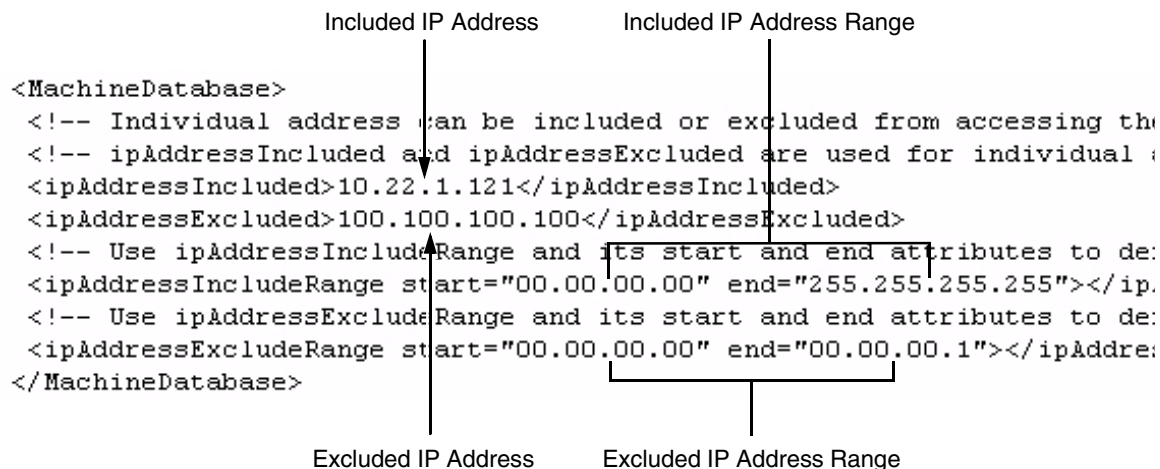 Included IP Address Included IP Address Range
<MachineDatabase>
<!-- Individual address can be included or excluded from accessing the
<!-- ipAddressIncluded and ipAddressExcluded are used for individual
<ipAddressIncluded>10.22.1.121</ipAddressIncluded>
<ipAddressExcluded>100.100.100.100</ipAddressExcluded>
<!-- Use ipAddressIncludeRange and its start and end attributes to
<ipAddressIncludeRange start="00.00.00.00" end="255.255.255.255"></ip
<!-- Use ipAddressExcludeRange and its start and end attributes to
<ipAddressExcludeRange start="00.00.00.00" end="00.00.00.1"></ipAddres
</MachineDatabase>
Excluded IP Address Excluded IP Address Range